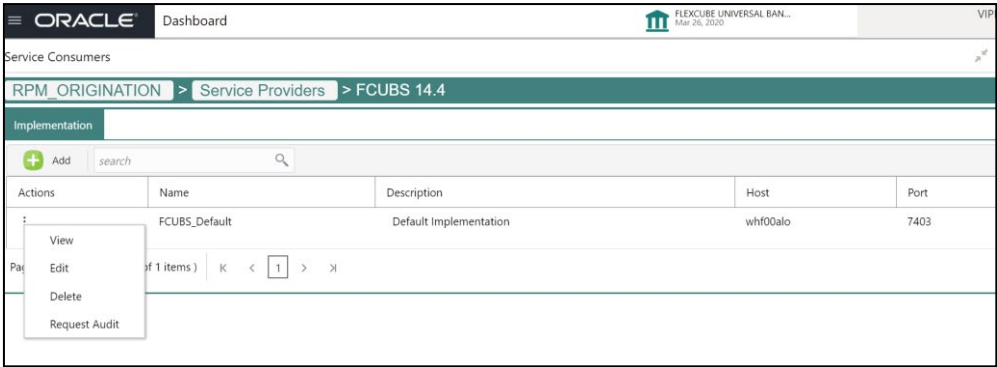 ORACLE® Dashboard FLEXCUBE UNIVERSAL BAN... VIP
Mar 26, 2020
Service Consumers
RPM_ORIGINATION > Service Providers > FCUBS 14.4
Implementation
Add search
Actions Name Description Host Port
FCUBS_Default Default Implementation whf00alo 7403
View
Pag of 1 items ) K < 1 > >I
Edit
Delete
Request Audit